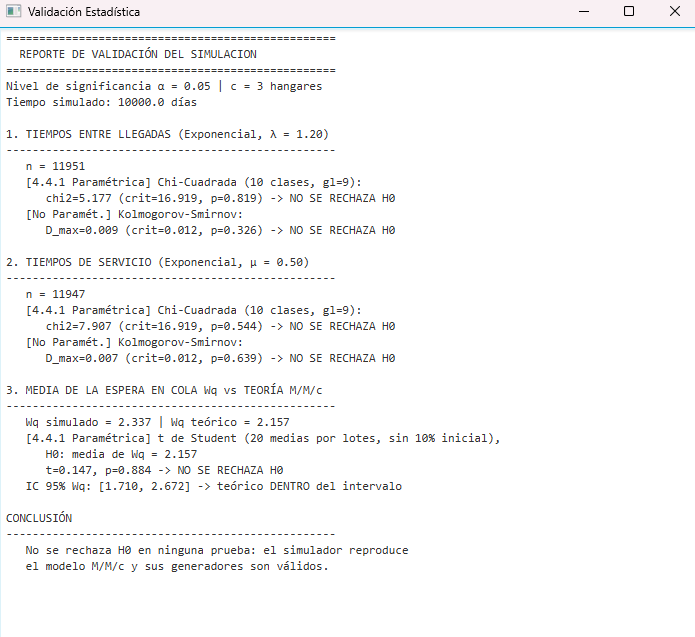 Validación Estadística
==================================================
REPORTE DE VALIDACIÓN DEL SIMULACION
==================================================
Nivel de significancia α = 0.05 | c = 3 hangares
Tiempo simulado: 10000.0 días
1. TIEMPOS ENTRE LLEGADAS (Exponencial, λ = 1.20)
--------------------------------------------------
n = 11951
[4.4.1 Paramétrica] Chi-Cuadrada (10 clases, gl=9):
chi2=5.177 (crit=16.919, p=0.819) -> NO SE RECHAZA H0
[No Paramét.] Kolmogorov-Smirnov:
D_max=0.009 (crit=0.012, p=0.326) -> NO SE RECHAZA H0
2. TIEMPOS DE SERVICIO (Exponencial, μ = 0.50)
--------------------------------------------------
n = 11947
[4.4.1 Paramétrica] Chi-Cuadrada (10 clases, gl=9):
chi2=7.907 (crit=16.919, p=0.544) -> NO SE RECHAZA H0
[No Paramét.] Kolmogorov-Smirnov:
D_max=0.007 (crit=0.012, p=0.639) -> NO SE RECHAZA H0
3. MEDIA DE LA ESPERA EN COLA Wq vs TEORÍA M/M/c
--------------------------------------------------
Wq simulado = 2.337 | Wq teórico = 2.157
[4.4.1 Paramétrica] t de Student (20 medias por lotes, sin 10% inicial),
H0: media de Wq = 2.157
t=0.147, p=0.884 -> NO SE RECHAZA H0
IC 95% Wq: [1.710, 2.672] -> teórico DENTRO del intervalo
CONCLUSIÓN
--------------------------------------------------
No se rechaza H0 en ninguna prueba: el simulador reproduce
el modelo M/M/c y sus generadores son válidos.